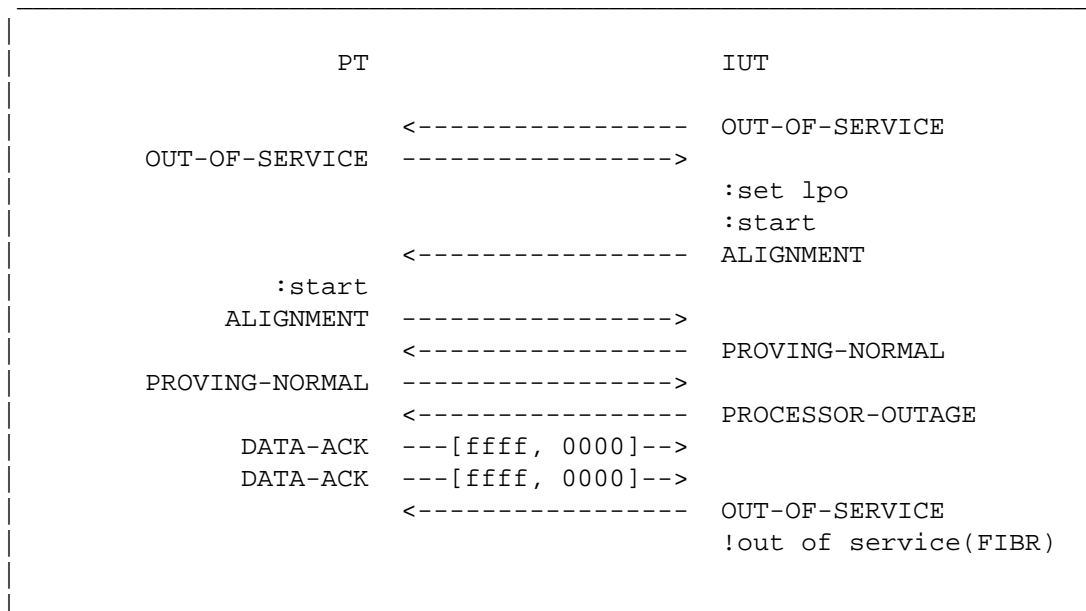 PT IUT
<----------------- OUT-OF-SERVICE
OUT-OF-SERVICE ----------------->
:set lpo
:start
<----------------- ALIGNMENT
:start
ALIGNMENT ----------------->
<----------------- PROVING-NORMAL
PROVING-NORMAL ----------------->
<----------------- PROCESSOR-OUTAGE
DATA-ACK ---[ffff, 0000]-->
DATA-ACK ---[ffff, 0000]-->
<----------------- OUT-OF-SERVICE
!out of service(FIBR)